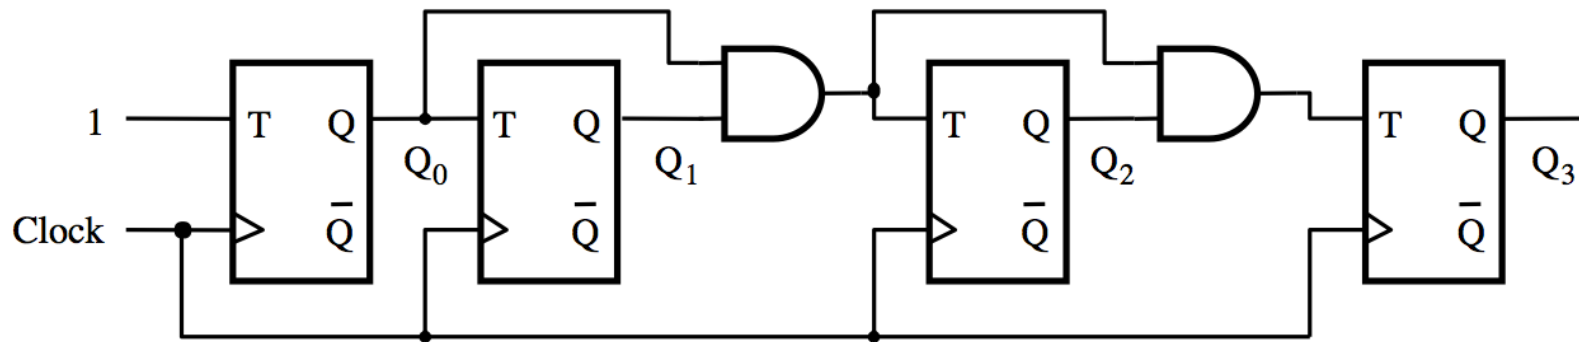 1 T Q T Q T Q T Q
Q₀ Q₁ Q₂ Q₃
Clock Q̅ Q̅ Q̅ Q̅